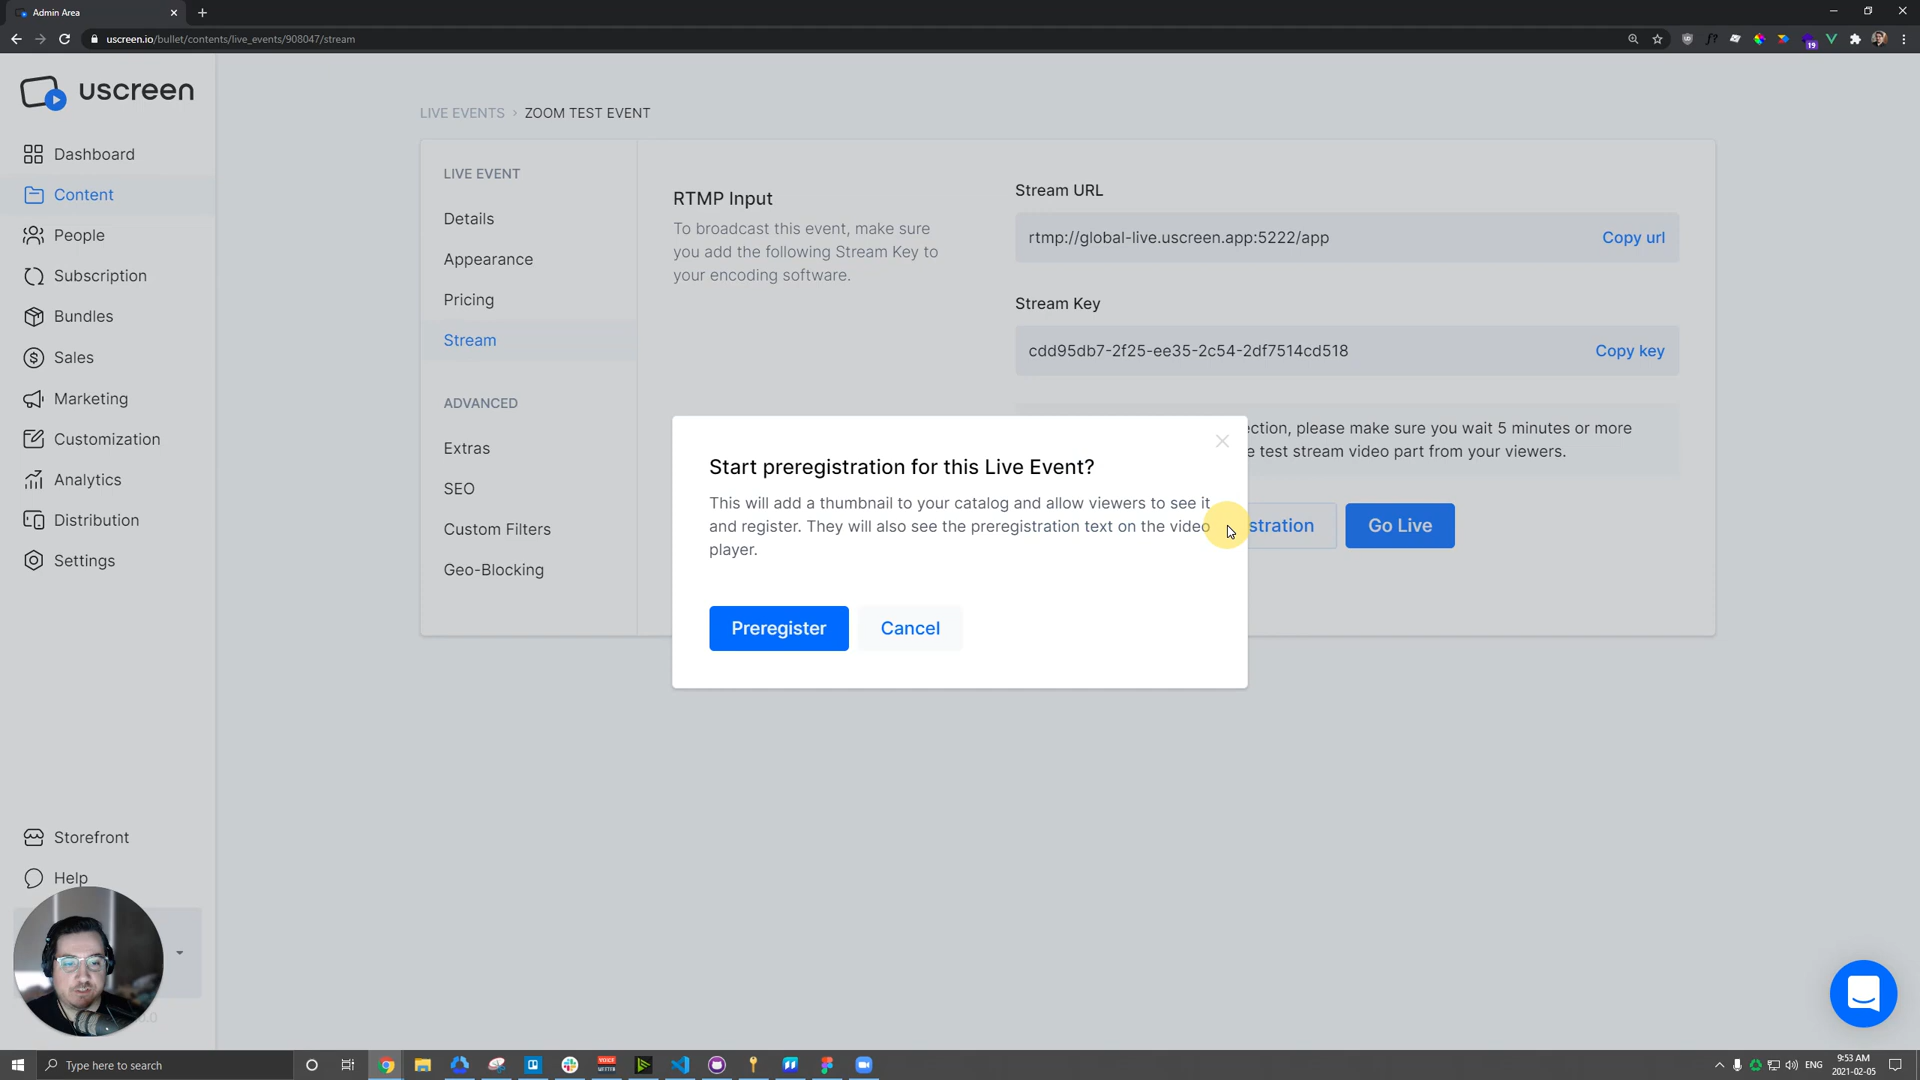 Admin Area
uscreen.io/bullet/contents/live_events/908047/stream
19
uscreen
Dashboard
Content
People
Subscription
Bundles
Sales
Marketing
Customization
Analytics
Distribution
Settings
Storefront
Help
LIVE EVENTS › ZOOM TEST EVENT
LIVE EVENT
Details
Appearance
Pricing
Stream
ADVANCED
Extras
SEO
Custom Filters
Geo-Blocking
RTMP Input
To broadcast this event, make sure
you add the following Stream Key to
your encoding software.
Stream URL
rtmp://global-live.uscreen.app:5222/app
Copy url
Stream Key
cdd95db7-2f25-ee35-2c54-2df7514cd518
Copy key
ection, please make sure you wait 5 minutes or more
e test stream video part from your viewers.
stration
Go Live
Start preregistration for this Live Event?
This will add a thumbnail to your catalog and allow viewers to see it
and register. They will also see the preregistration text on the video
player.
Preregister
Cancel
Type here to search
ENG
9:53 AM
2021-02-05